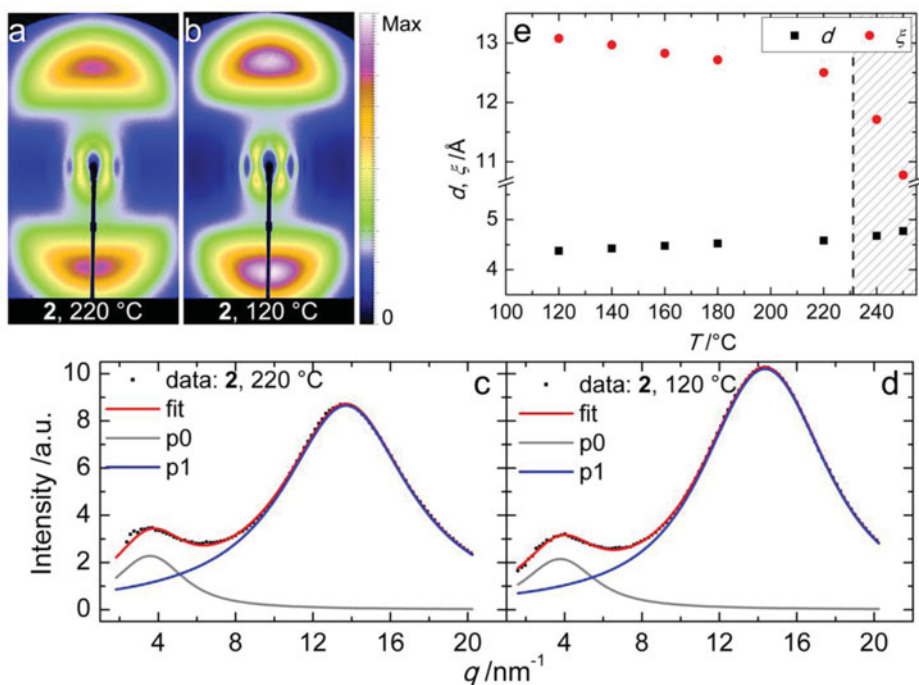 a
b
Max
0
2, 220 °C
2, 120 °C
e
d
ξ
d, ξ /Å
13
12
11
5
4
100 120 140 160 180 200 220 240
T /°C
c
data: 2, 220 °C
fit
p0
p1
d
data: 2, 120 °C
fit
p0
p1
Intensity /a.u.
10
8
6
4
2
0
4 8 12 16 20
4 8 12 16 20
q /nm⁻¹